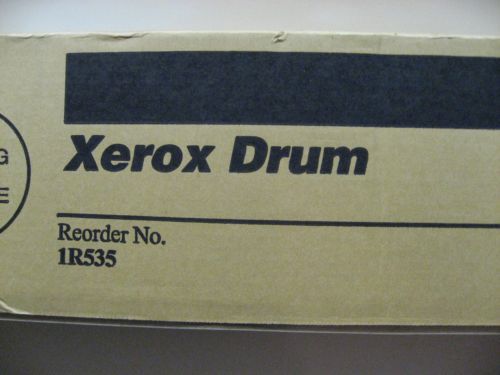 G
E
Xerox Drum
Reorder No.
1R535